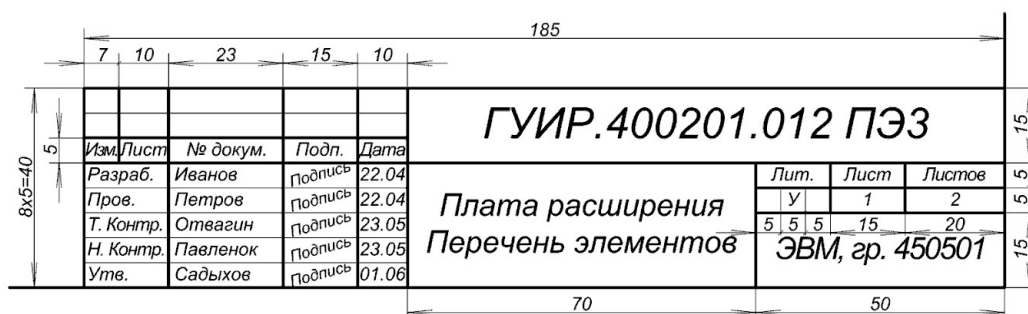 185
7 10 23 15 10
ГУИР.400201.012 ПЭ3
15
5
8x5=40
Изм. Лист № докум. Подп. Дата
Разраб. Иванов Подпись 22.04
Пров. Петров Подпись 22.04
Т. Контр. Отвагин Подпись 23.05
Н. Контр. Павленок Подпись 23.05
Утв. Садыхов Подпись 01.06
Плата расширения
Перечень элементов
Лит. Лист Листов 5
У 1 2 5
5 5 5 15 20
ЭВМ, гр. 450501
15
70 50